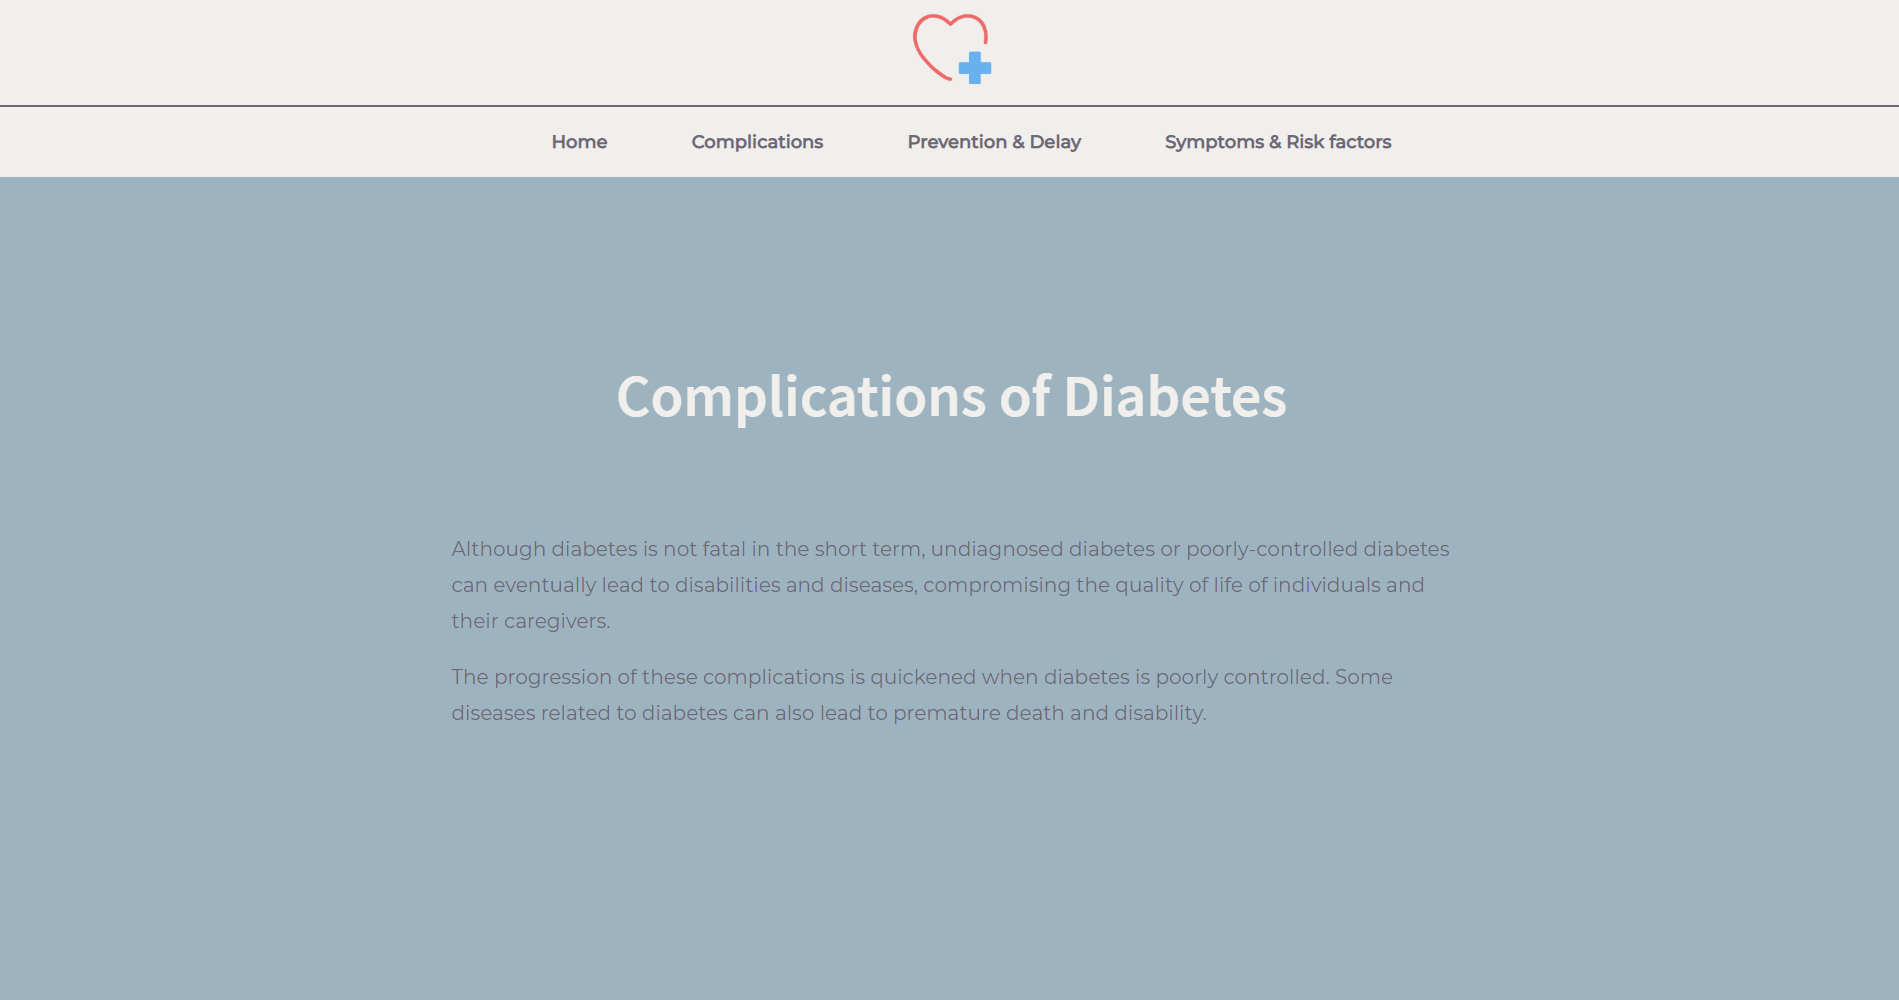 Home Complications Prevention & Delay Symptoms & Risk factors
Complications of Diabetes
Although diabetes is not fatal in the short term, undiagnosed diabetes or poorly-controlled diabetes
can eventually lead to disabilities and diseases, compromising the quality of life of individuals and
their caregivers.
The progression of these complications is quickened when diabetes is poorly controlled. Some
diseases related to diabetes can also lead to premature death and disability.